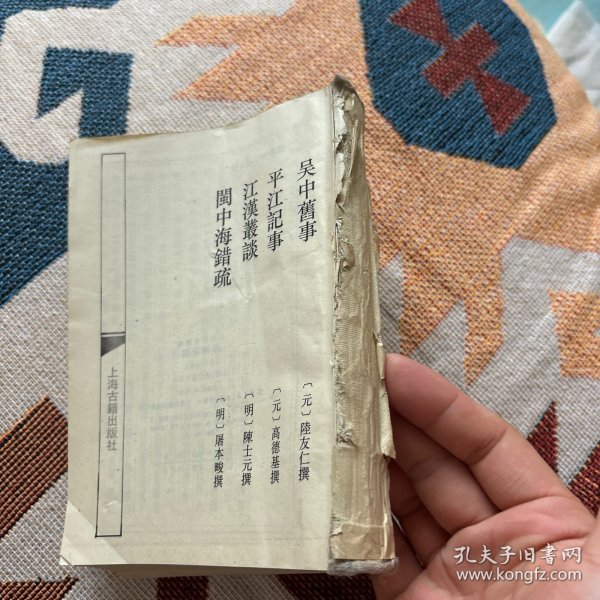 吴中舊事
〔元〕陸友仁撰
平江記事
〔元〕高德基撰
江漢叢談
〔明〕陳士元撰
閩中海錯疏
〔明〕屠本畯撰
上海古籍出版社
孔夫子旧书网
www.kongfz.com